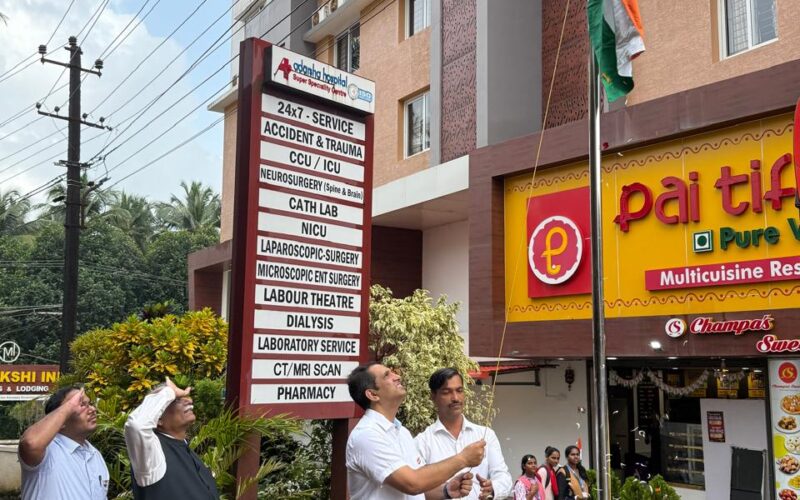 adarsha hospital
Super Speciality Centre
24x7 - SERVICE
ACCIDENT & TRAUMA
CCU / ICU
NEUROSURGERY (Spine & Brain)
CATH LAB
NICU
LAPAROSCOPIC-SURGERY
MICROSCOPIC ENT SURGERY
LABOUR THEATRE
DIALYSIS
LABORATORY SERVICE
CT/MRI SCAN
PHARMACY
pai tif
Pure V
Multicuisine Res
S Champa's
Swee
KSHI INN
& LODGING